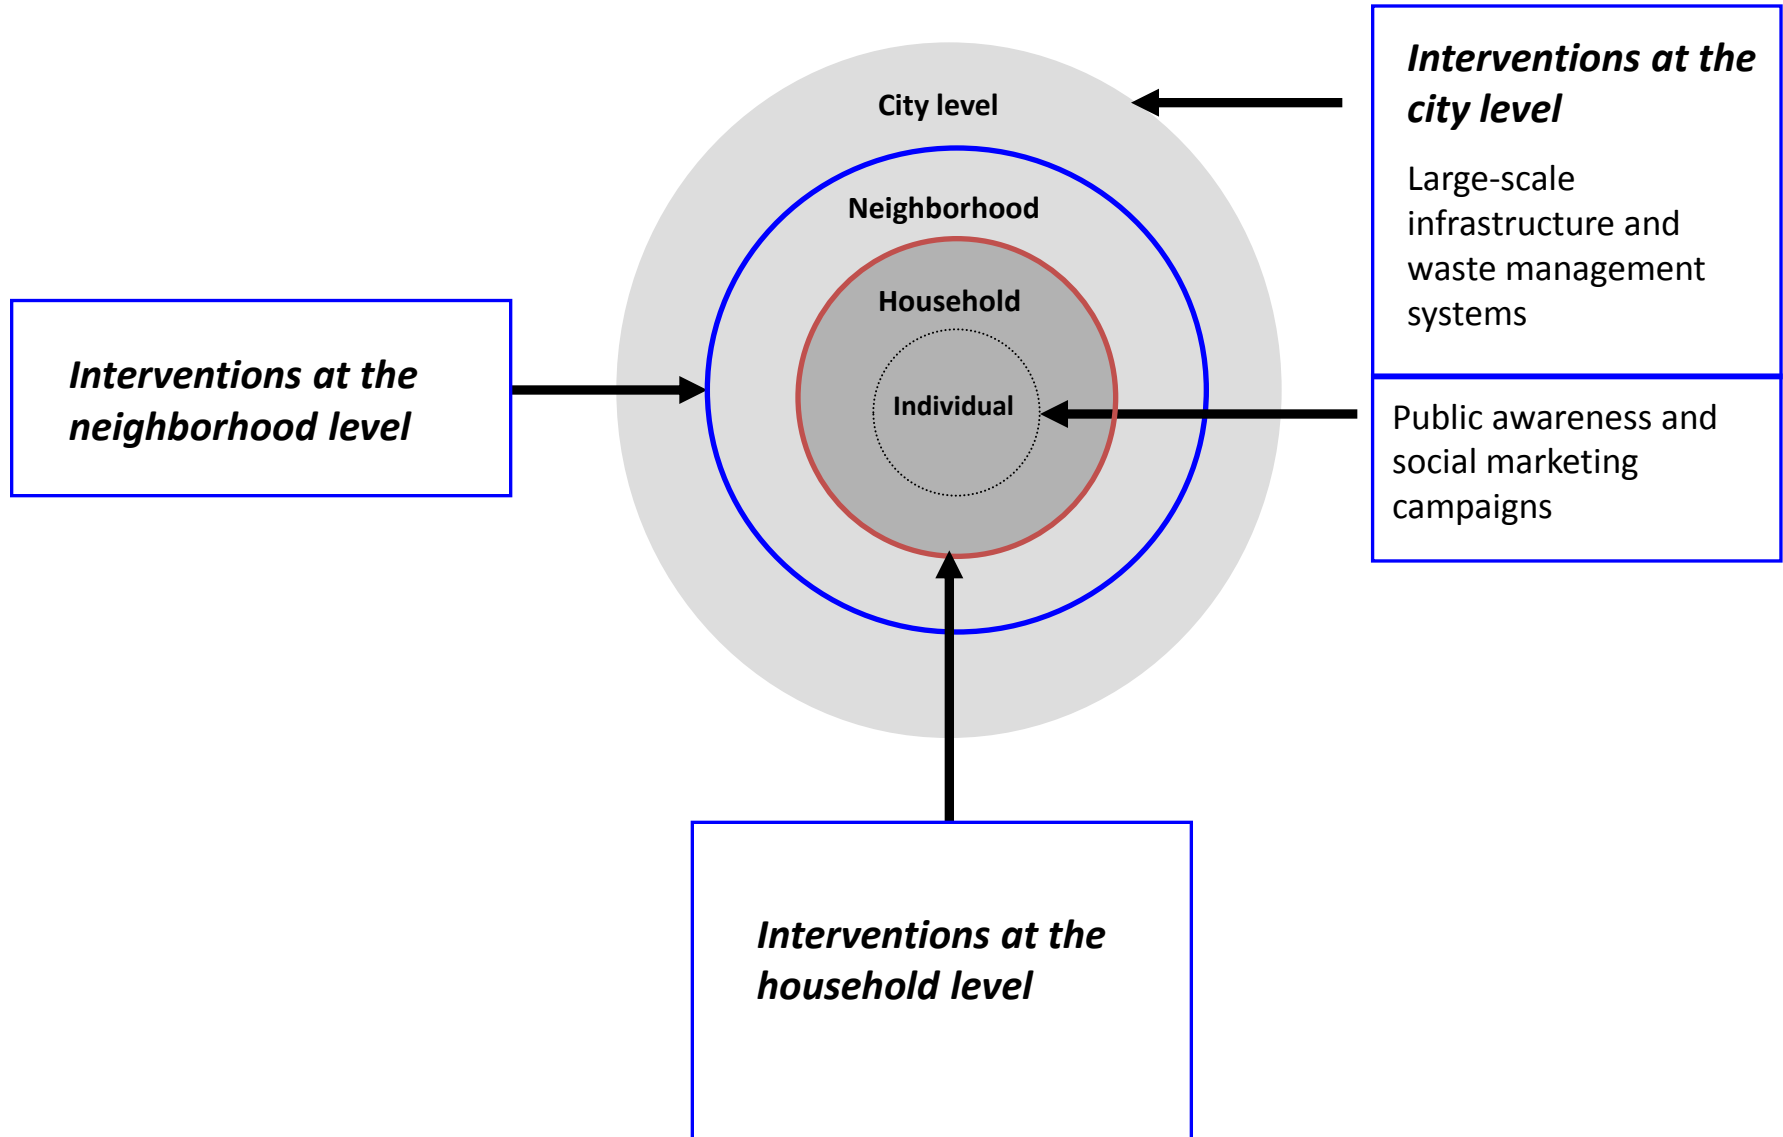 Interventions at the
city level
Large-scale
infrastructure and
waste management
systems
Public awareness and
social marketing
campaigns
City level
Neighborhood
Household
Individual
Interventions at the
neighborhood level
Interventions at the
household level